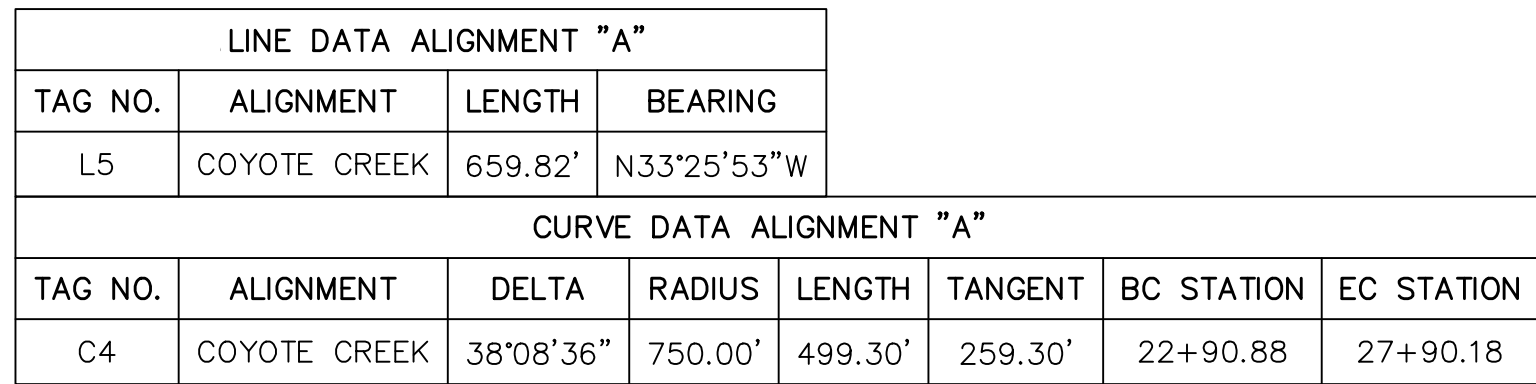 LINE DATA ALIGNMENT "A"
TAG NO. ALIGNMENT LENGTH BEARING
L5 COYOTE CREEK 659.82' N33°25'53"W
CURVE DATA ALIGNMENT "A"
TAG NO. ALIGNMENT DELTA RADIUS LENGTH TANGENT BC STATION EC STATION
C4 COYOTE CREEK 38°08'36" 750.00' 499.30' 259.30' 22+90.88 27+90.18